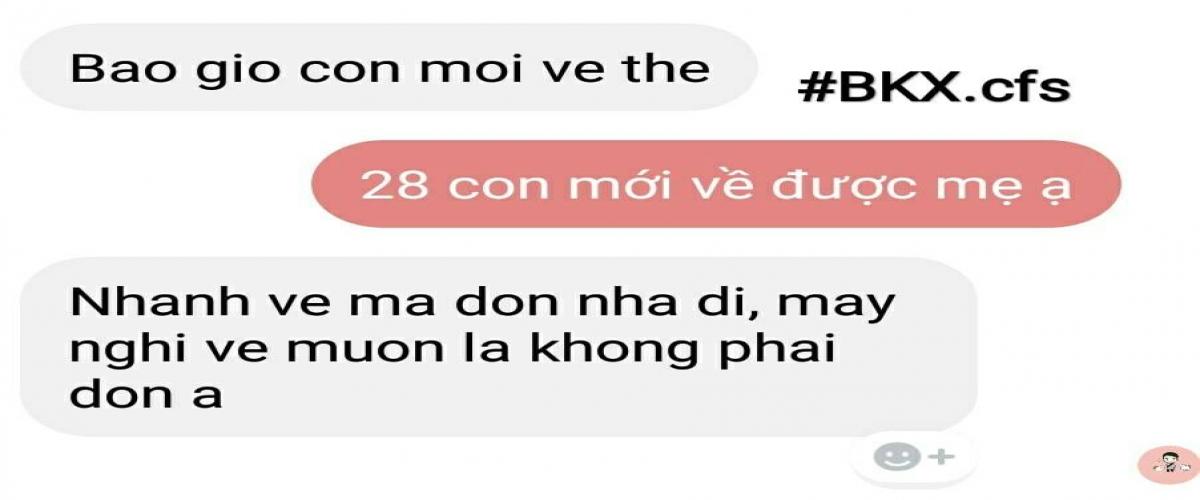 Bao gio con moi ve the
#BKX.cfs
28 con mới về được mẹ ạ
Nhanh ve ma don nha di, may
nghi ve muon la khong phai
don a